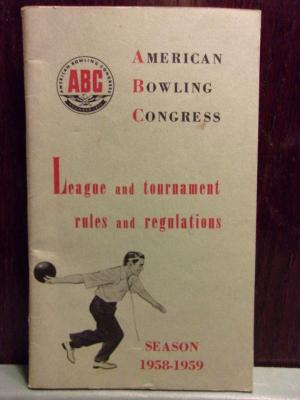 AMERICAN BOWLING CONGRESS
ABC
AMERICAN
BOWLING
CONGRESS
League and tournament
rules and regulations
SEASON
1958-1959